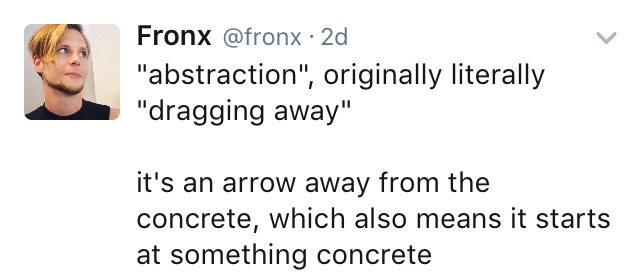 Fronx @fronx · 2d
"abstraction", originally literally
"dragging away"
it's an arrow away from the
concrete, which also means it starts
at something concrete